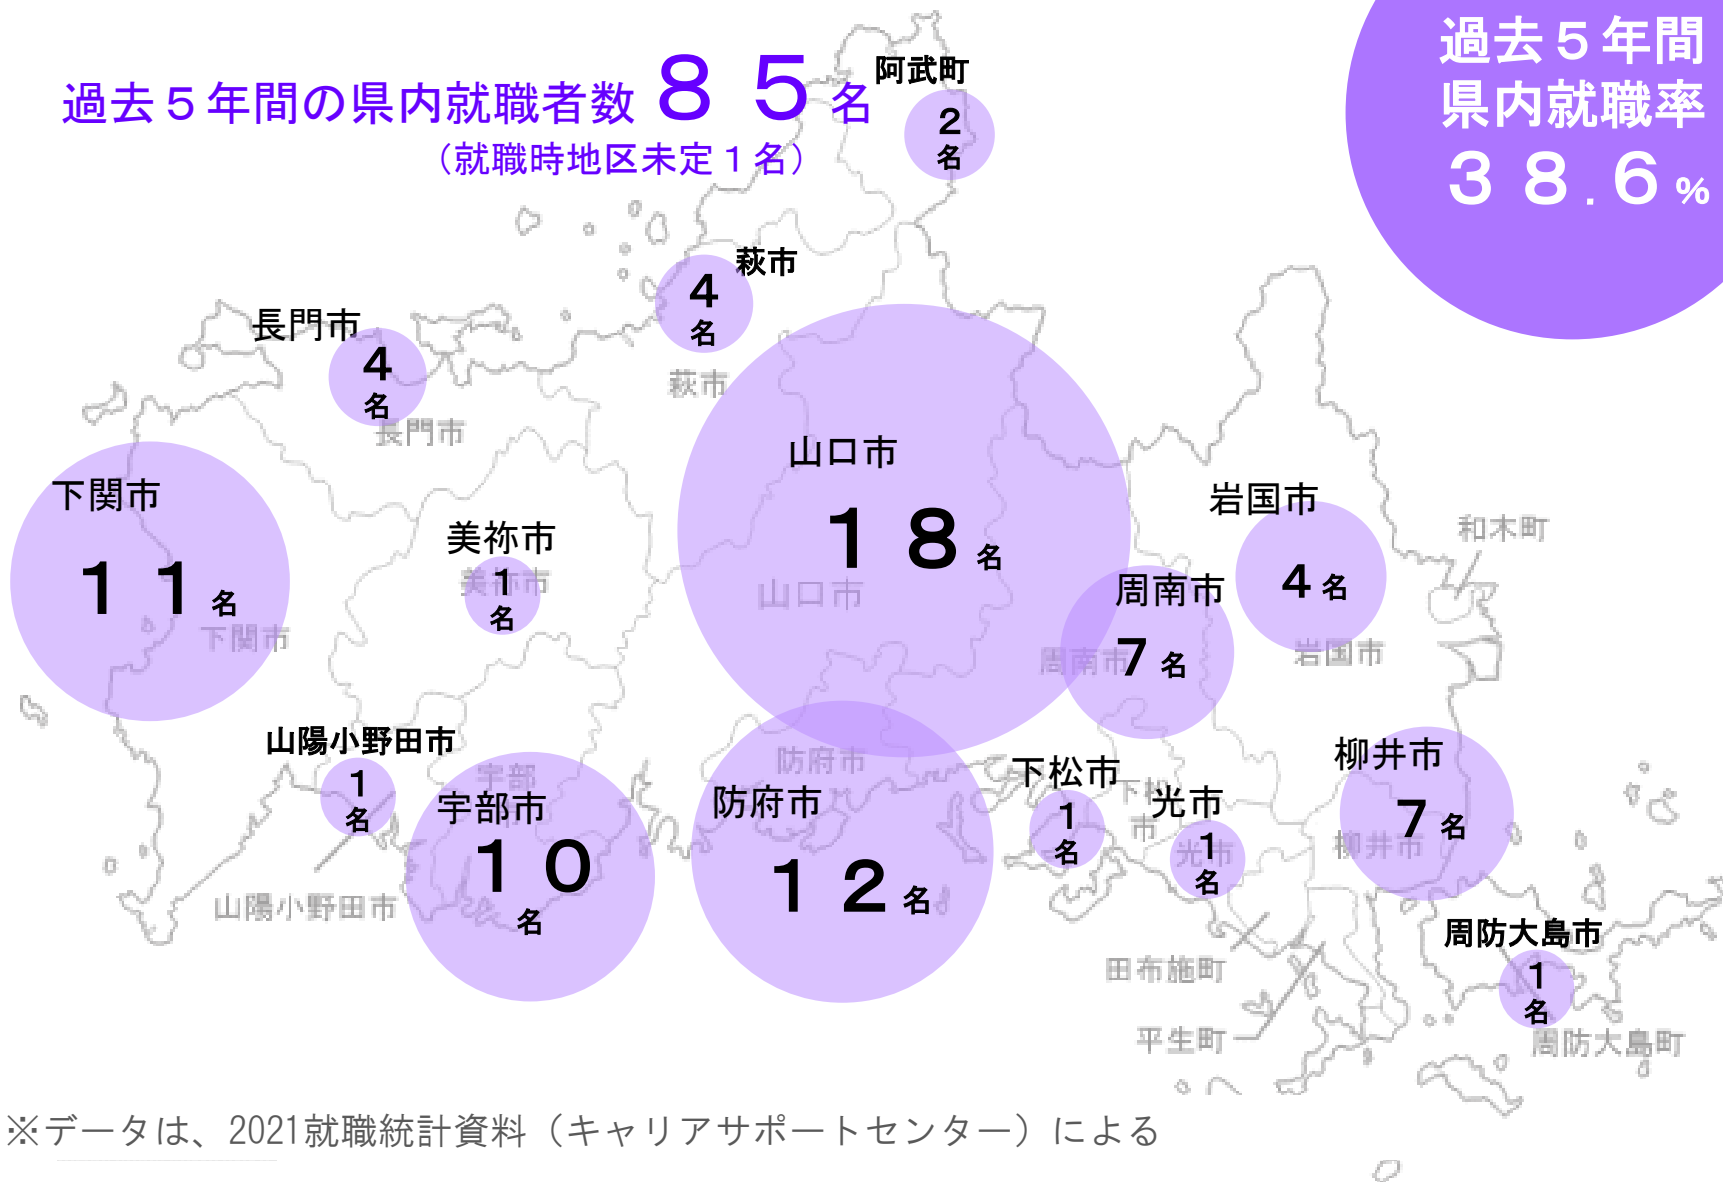 過去５年間の県内就職者数 ８５名
（就職時地区未定１名）
過去５年間
県内就職率
３８.６%
阿武町
2
名
萩市
4
名
萩市
長門市
4
名
長門市
山口市
１８名
山口市
下関市
１１名
下関市
美祢市
1
名
美祢市
岩国市
4名
岩国市
和木町
周南市
7名
周南市
山陽小野田市
1
名
山陽小野田市
宇部市
１０
名
宇部
防府市
１２名
防府市
下松市
1
名
下松
市
光市
1
名
光市
柳井市
7名
柳井市
周防大島市
1
名
周防大島町
田布施町
平生町
※データは、2021就職統計資料（キャリアサポートセンター）による